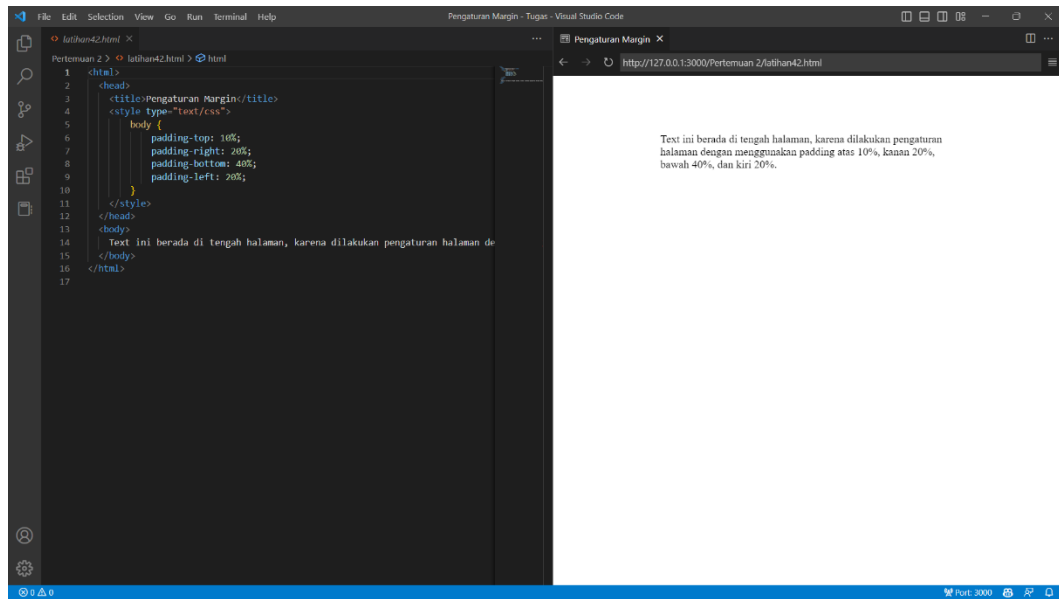 File Edit Selection View Go Run Terminal Help
Pengaturan Margin - Tugas - Visual Studio Code
latihan42.html
Pertemuan 2 > latihan42.html > html
1 <html>
2 <head>
3 <title>Pengaturan Margin</title>
4 <style type="text/css">
5 body {
6 padding-top: 10%;
7 padding-right: 20%;
8 padding-bottom: 40%;
9 padding-left: 20%;
10 }
11 </style>
12 </head>
13 <body>
14 Text ini berada di tengah halaman, karena dilakukan pengaturan halaman de
15 </body>
16 </html>
17
Pengaturan Margin
http://127.0.0.1:3000/Pertemuan 2/latihan42.html
Text ini berada di tengah halaman, karena dilakukan pengaturan
halaman dengan menggunakan padding atas 10%, kanan 20%,
bawah 40%, dan kiri 20%.
0 0
Port: 3000